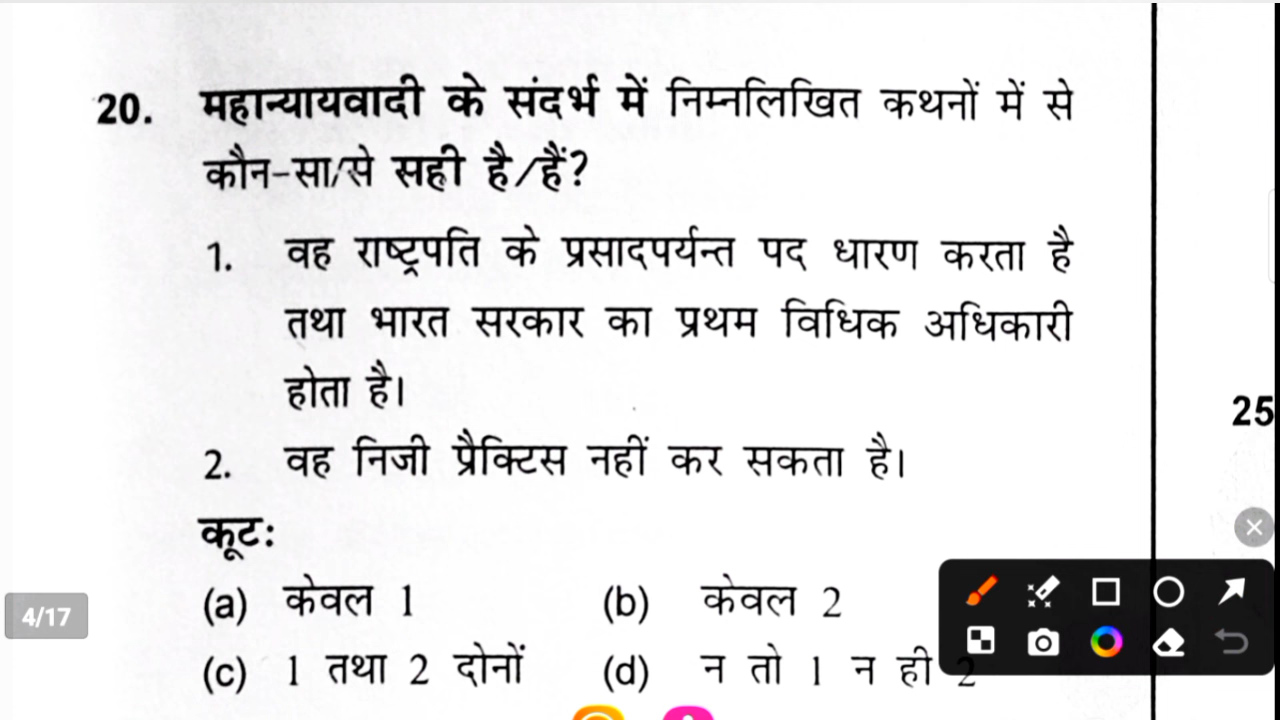 20. महान्यायवादी के संदर्भ में निम्नलिखित कथनों में से
कौन-सा/से सही है/हैं?
1. वह राष्ट्रपति के प्रसादपर्यन्त पद धारण करता है
तथा भारत सरकार का प्रथम विधिक अधिकारी
होता है।
25
2. वह निजी प्रैक्टिस नहीं कर सकता है।
कूट:
(a) केवल 1 (b) केवल 2
4/17
(c) 1 तथा 2 दोनों (d) न तो 1 न ही 2